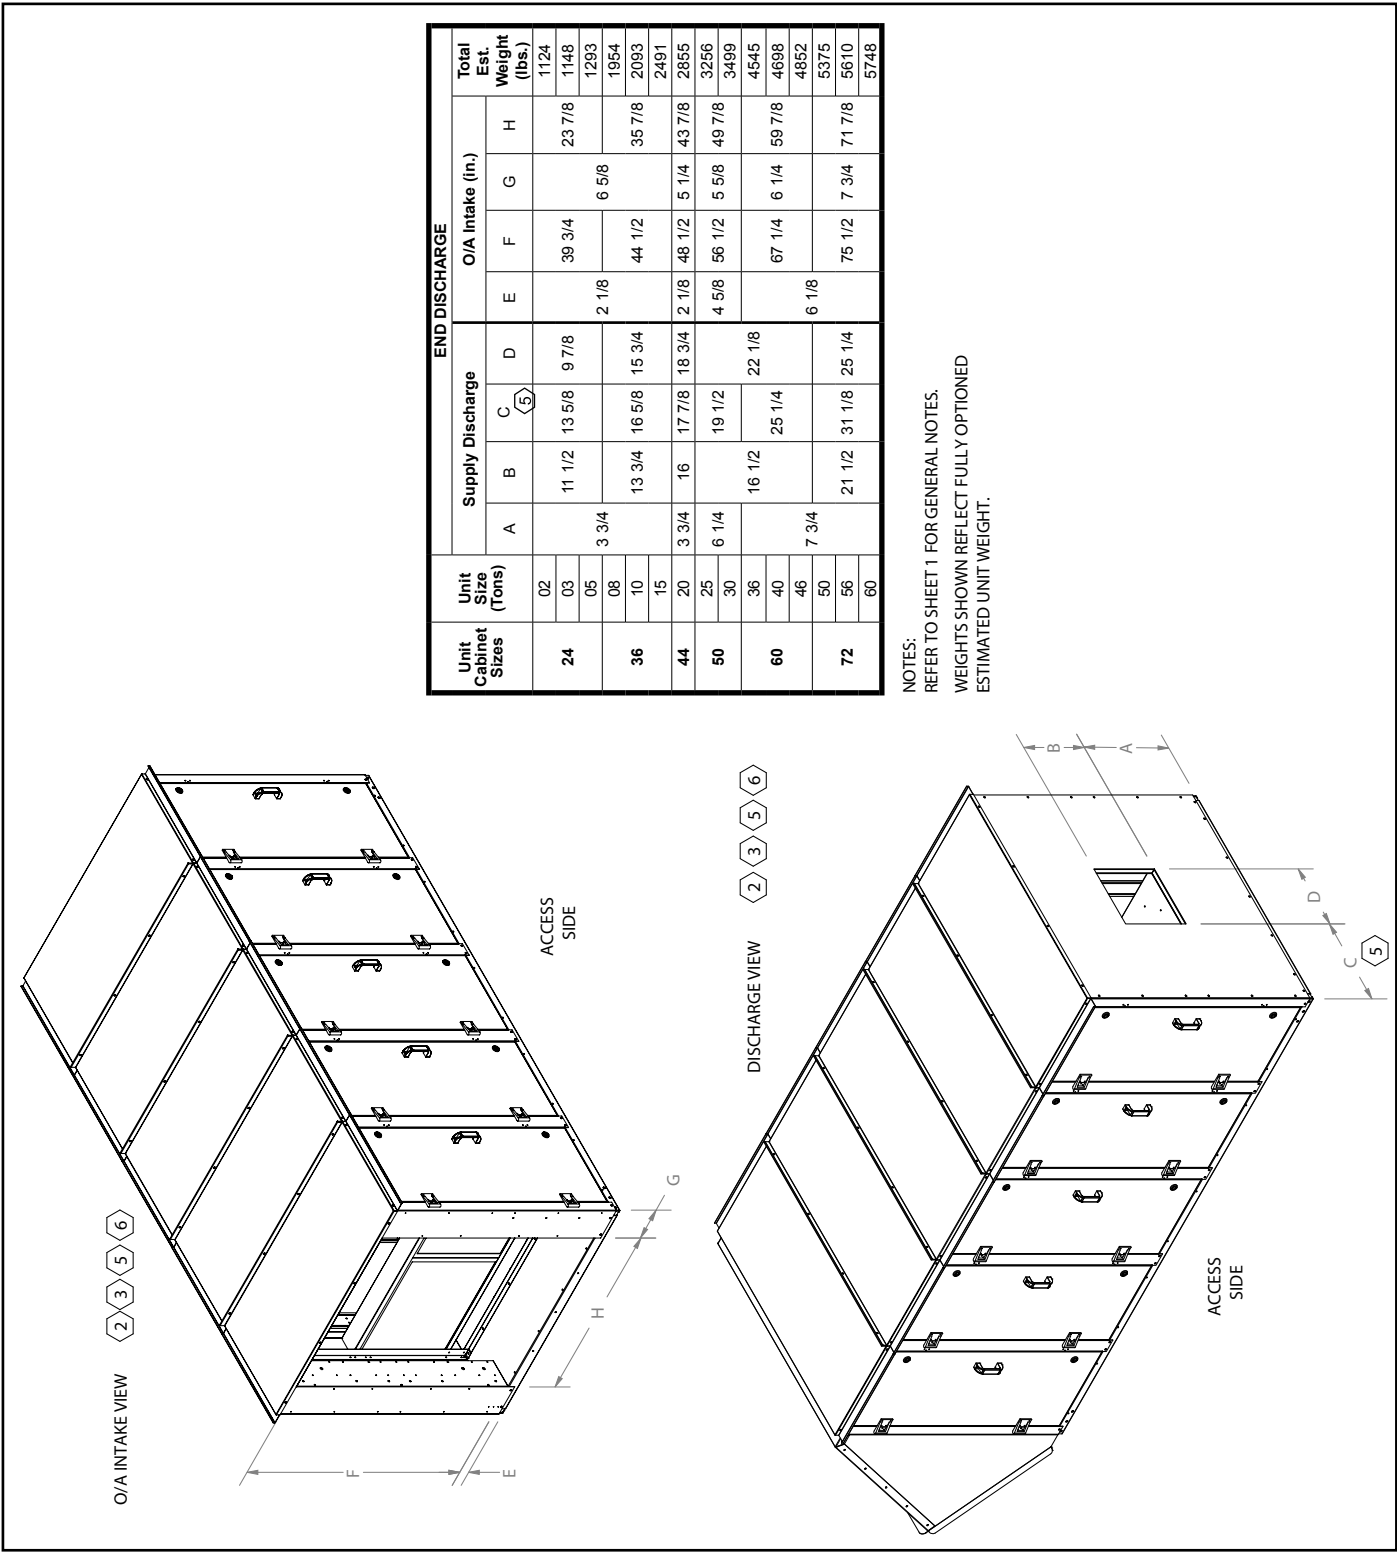 O/A INTAKE VIEW 2 3 5 6
F
E
H
G
ACCESS
SIDE
DISCHARGE VIEW 2 3 5 6
B
A
D
C
5
ACCESS
SIDE
END DISCHARGE
Unit Cabinet Sizes
Unit Size (Tons)
Supply Discharge
O/A Intake (in.)
Total Est. Weight (lbs.)
A B C 5 D E F G H
02 1124
24 03 11 1/2 13 5/8 9 7/8 39 3/4 23 7/8 1148
05 1293
3 3/4 2 1/8 6 5/8
08 1954
36 10 13 3/4 16 5/8 15 3/4 44 1/2 35 7/8 2093
15 2491
44 20 3 3/4 16 17 7/8 18 3/4 2 1/8 48 1/2 5 1/4 43 7/8 2855
25 3256
50 6 1/4 19 1/2 4 5/8 56 1/2 5 5/8 49 7/8
30 3499
36 16 1/2 22 1/8 4545
60 40 25 1/4 67 1/4 6 1/4 59 7/8 4698
46 4852
7 3/4 6 1/8
50 5375
72 56 21 1/2 31 1/8 25 1/4 75 1/2 7 3/4 71 7/8 5610
60 5748
NOTES:
REFER TO SHEET 1 FOR GENERAL NOTES.
WEIGHTS SHOWN REFLECT FULLY OPTIONED
ESTIMATED UNIT WEIGHT.